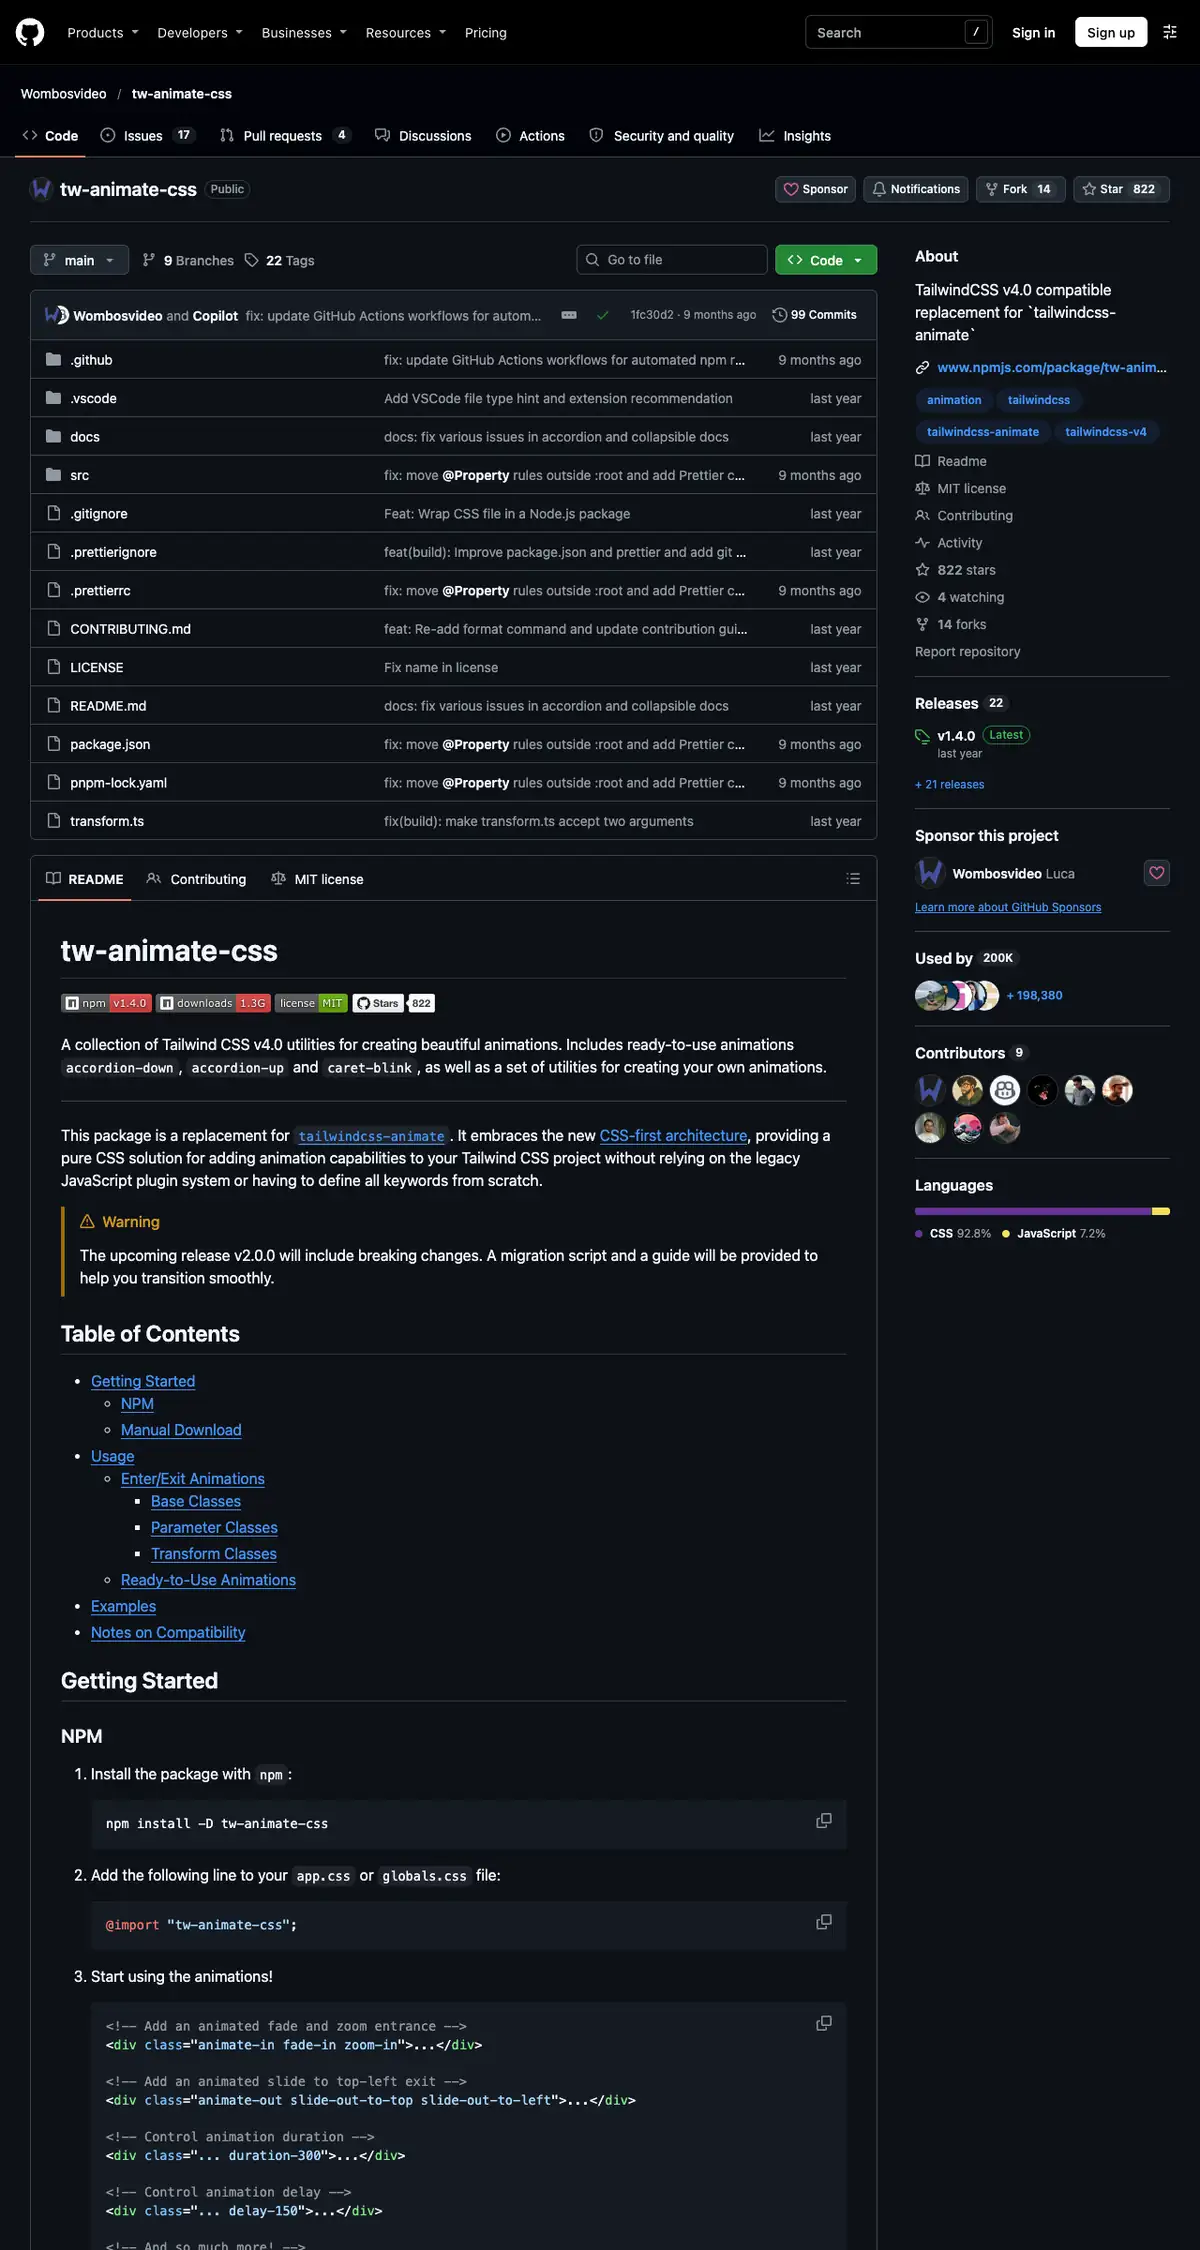 Products Developers Businesses Resources Pricing Search / Sign in Sign up
Wombosvideo / tw-animate-css
Code Issues 17 Pull requests 4 Discussions Actions Security and quality Insights
tw-animate-css Public Sponsor Notifications Fork 14 Star 822
main 9 Branches 22 Tags Go to file Code
Wombosvideo and Copilot fix: update GitHub Actions workflows for autom... 1fc30d2 · 9 months ago 99 Commits
.github fix: update GitHub Actions workflows for automated npm r... 9 months ago
.vscode Add VSCode file type hint and extension recommendation last year
docs docs: fix various issues in accordion and collapsible docs last year
src fix: move @Property rules outside :root and add Prettier c... 9 months ago
.gitignore Feat: Wrap CSS file in a Node.js package last year
.prettierignore feat(build): Improve package.json and prettier and add git ... last year
.prettierrc fix: move @Property rules outside :root and add Prettier c... 9 months ago
CONTRIBUTING.md feat: Re-add format command and update contribution gui... last year
LICENSE Fix name in license last year
README.md docs: fix various issues in accordion and collapsible docs last year
package.json fix: move @Property rules outside :root and add Prettier c... 9 months ago
pnpm-lock.yaml fix: move @Property rules outside :root and add Prettier c... 9 months ago
transform.ts fix(build): make transform.ts accept two arguments last year
README Contributing MIT license
tw-animate-css
npm v1.4.0 downloads 1.3G license MIT Stars 822
A collection of Tailwind CSS v4.0 utilities for creating beautiful animations. Includes ready-to-use animations
accordion-down , accordion-up and caret-blink , as well as a set of utilities for creating your own animations.
This package is a replacement for tailwindcss-animate . It embraces the new CSS-first architecture, providing a
pure CSS solution for adding animation capabilities to your Tailwind CSS project without relying on the legacy
JavaScript plugin system or having to define all keywords from scratch.
Warning
The upcoming release v2.0.0 will include breaking changes. A migration script and a guide will be provided to
help you transition smoothly.
Table of Contents
• Getting Started
◦ NPM
◦ Manual Download
• Usage
◦ Enter/Exit Animations
▪ Base Classes
▪ Parameter Classes
▪ Transform Classes
◦ Ready-to-Use Animations
• Examples
• Notes on Compatibility
Getting Started
NPM
1. Install the package with npm :
npm install -D tw-animate-css
2. Add the following line to your app.css or globals.css file:
@import "tw-animate-css";
3. Start using the animations!
<!-- Add an animated fade and zoom entrance -->
<div class="animate-in fade-in zoom-in">...</div>
<!-- Add an animated slide to top-left exit -->
<div class="animate-out slide-out-to-top slide-out-to-left">...</div>
<!-- Control animation duration -->
<div class="... duration-300">...</div>
<!-- Control animation delay -->
<div class="... delay-150">...</div>
<!-- And so much more! -->
About
TailwindCSS v4.0 compatible
replacement for `tailwindcss-
animate`
www.npmjs.com/package/tw-anim...
animation tailwindcss
tailwindcss-animate tailwindcss-v4
Readme
MIT license
Contributing
Activity
822 stars
4 watching
14 forks
Report repository
Releases 22
v1.4.0 Latest
last year
+ 21 releases
Sponsor this project
Wombosvideo Luca
Learn more about GitHub Sponsors
Used by 200K
+ 198,380
Contributors 9
Languages
CSS 92.8% JavaScript 7.2%